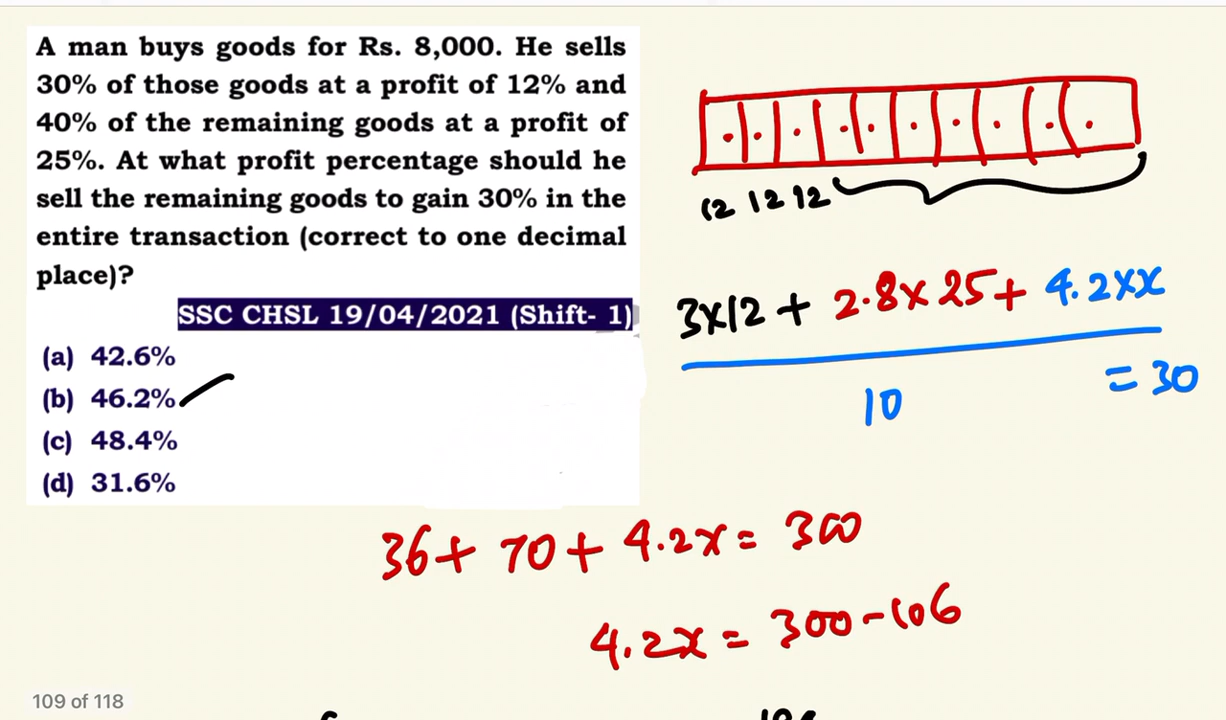 A man buys goods for Rs. 8,000. He sells
30% of those goods at a profit of 12% and
40% of the remaining goods at a profit of
25%. At what profit percentage should he
sell the remaining goods to gain 30% in the
entire transaction (correct to one decimal
place)?
SSC CHSL 19/04/2021 (Shift- 1)
(a) 42.6%
(b) 46.2%
(c) 48.4%
(d) 31.6%
12 12 12
3x12 + 2.8x25 + 4.2xx
10
= 30
36 + 70 + 4.2x = 300
4.2x = 300-106
109 of 118